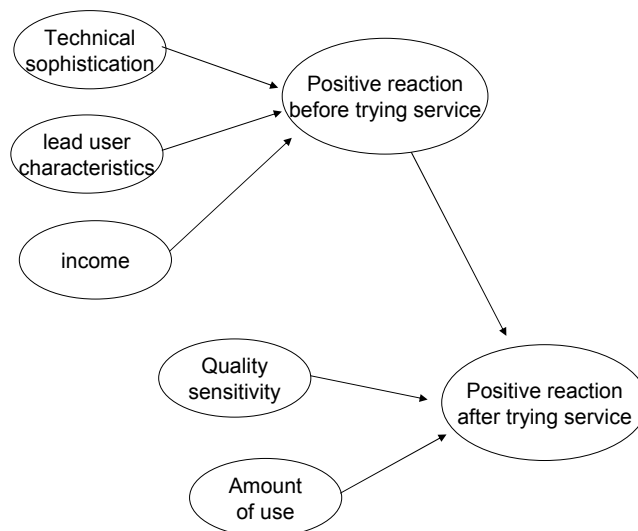 Technical
sophistication
Positive reaction
before trying service
lead user
characteristics
income
Quality
sensitivity
Positive reaction
after trying service
Amount
of use